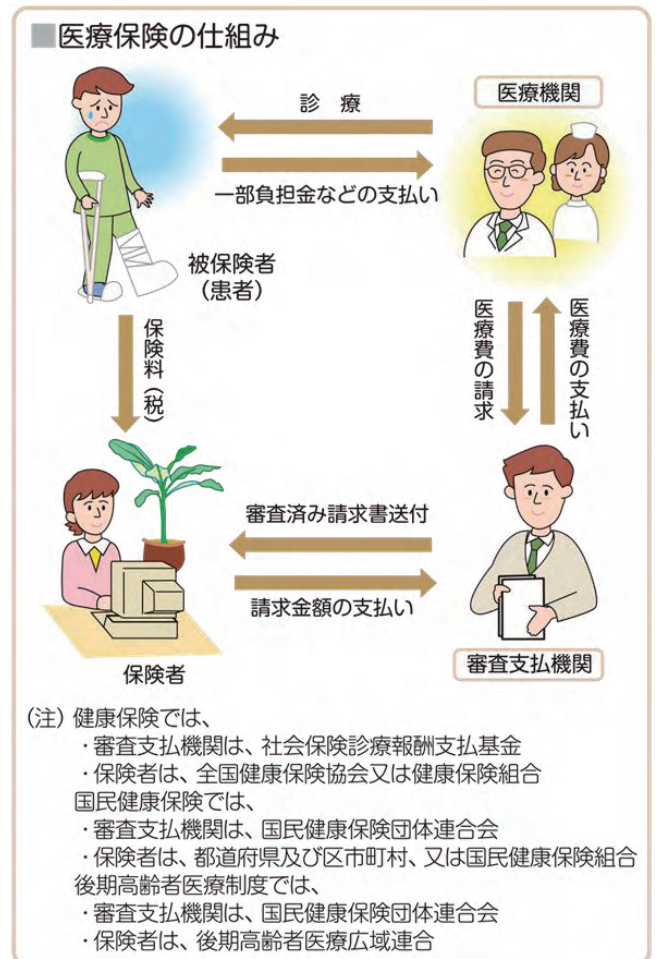 ■医療保険の仕組み
医療機関
診　療
一部負担金などの支払い
被保険者
（患者）
保険料（税）
医療費の請求
医療費の支払い
審査済み請求書送付
請求金額の支払い
保険者
審査支払機関
（注）健康保険では、
・審査支払機関は、社会保険診療報酬支払基金
・保険者は、全国健康保険協会又は健康保険組合
国民健康保険では、
・審査支払機関は、国民健康保険団体連合会
・保険者は、都道府県及び区市町村、又は国民健康保険組合
後期高齢者医療制度では、
・審査支払機関は、国民健康保険団体連合会
・保険者は、後期高齢者医療広域連合